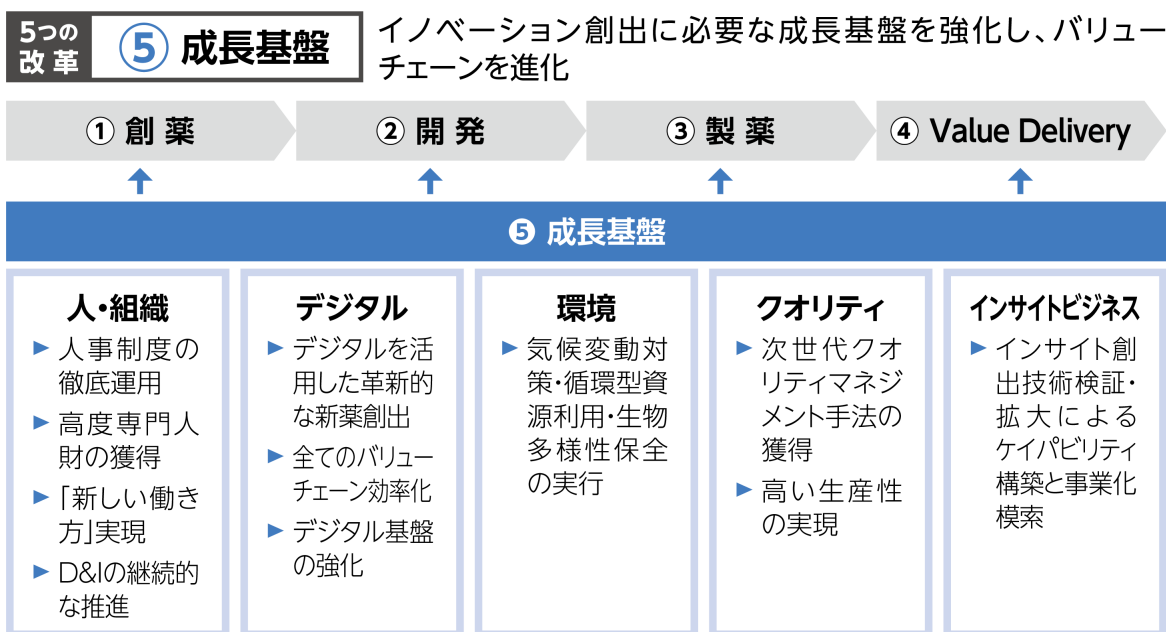 5つの
改革
⑤ 成長基盤
イノベーション創出に必要な成長基盤を強化し、バリュー
チェーンを進化
① 創薬
② 開発
③ 製薬
④ Value Delivery
❺ 成長基盤
人・組織
▶ 人事制度の
徹底運用
▶ 高度専門人
財の獲得
▶ 「新しい働き
方」実現
▶ D&Iの継続的
な推進
デジタル
▶ デジタルを活
用した革新的
な新薬創出
▶ 全てのバリュー
チェーン効率化
▶ デジタル基盤
の強化
環境
▶ 気候変動対
策・循環型資
源利用・生物
多様性保全
の実行
クオリティ
▶ 次世代クオ
リティマネジ
メント手法の
獲得
▶ 高い生産性
の実現
インサイトビジネス
▶ インサイト創
出技術検証・
拡大による
ケイパビリティ
構築と事業化
模索